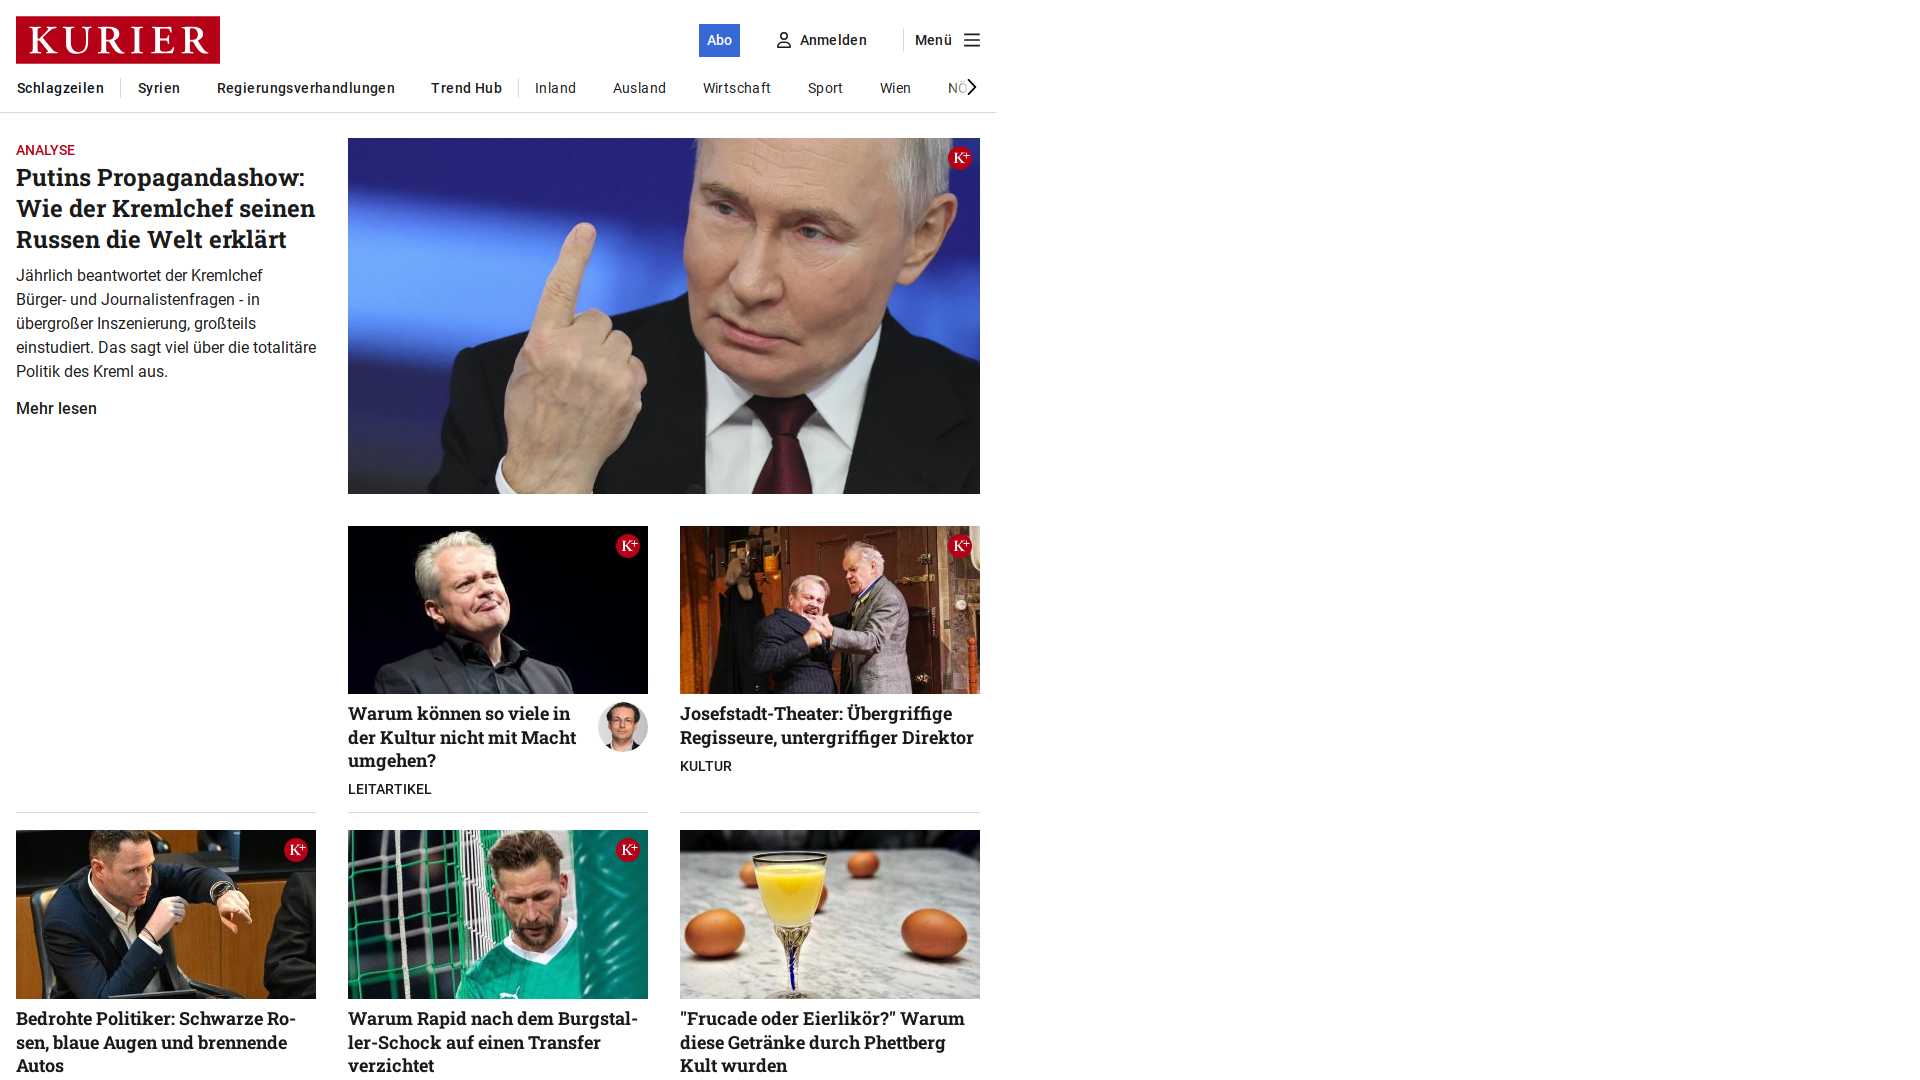 KURIER
Abo
Anmelden
Menü
Schlagzeilen
Syrien
Regierungsverhandlungen
Trend Hub
Inland
Ausland
Wirtschaft
Sport
Wien
NÖ
ANALYSE
Putins Propagandashow:
Wie der Kremlchef seinen
Russen die Welt erklärt
Jährlich beantwortet der Kremlchef
Bürger- und Journalistenfragen - in
übergroßer Inszenierung, großteils
einstudiert. Das sagt viel über die totalitäre
Politik des Kreml aus.
Mehr lesen
K+
K+
Warum können so viele in
der Kultur nicht mit Macht
umgehen?
LEITARTIKEL
K+
Josefstadt-Theater: Übergriffige
Regisseure, untergriffiger Direktor
KULTUR
K+
Bedrohte Politiker: Schwarze Ro-
sen, blaue Augen und brennende
Autos
K+
Warum Rapid nach dem Burgstal-
ler-Schock auf einen Transfer
verzichtet
"Frucade oder Eierlikör?" Warum
diese Getränke durch Phettberg
Kult wurden